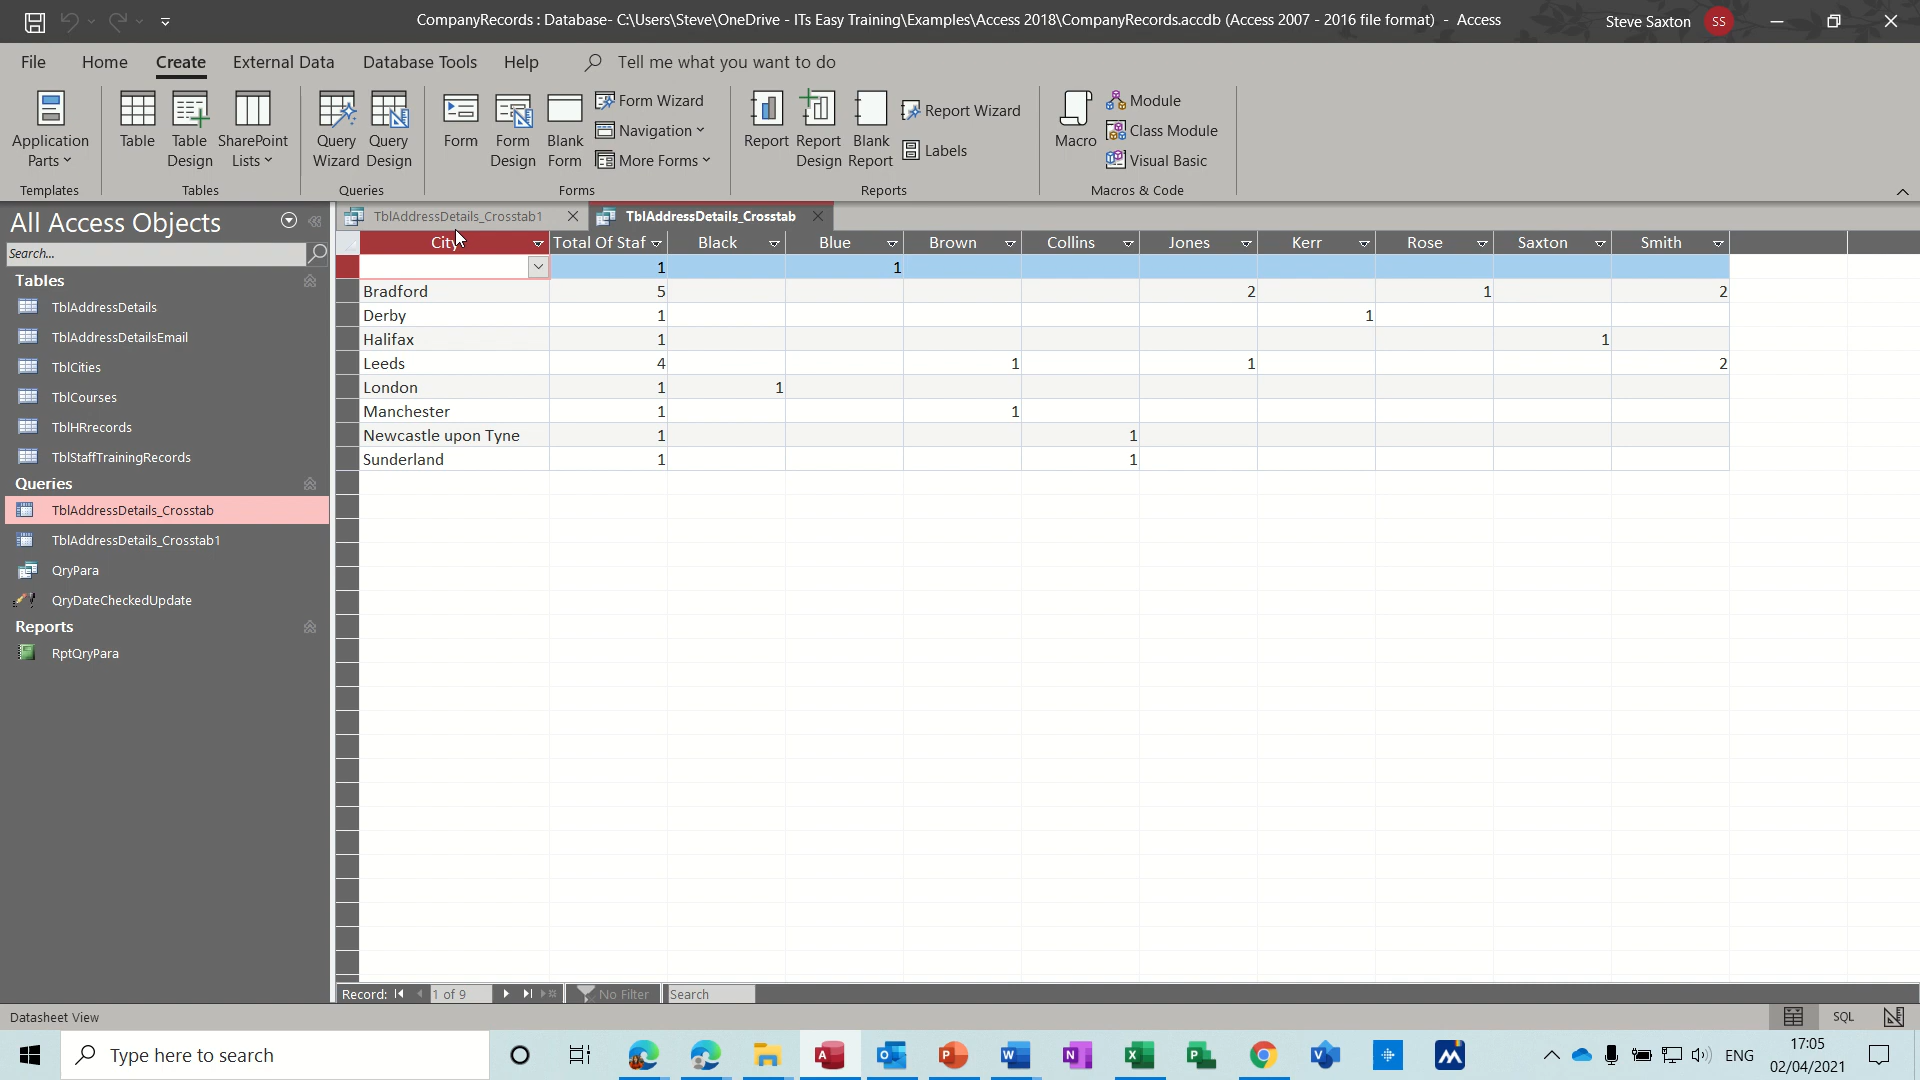 CompanyRecords : Database- C:\Users\Steve\OneDrive - ITs Easy Training\Examples\Access 2018\CompanyRecords.accdb (Access 2007 - 2016 file format) - Access
Steve Saxton SS
File Home Create External Data Database Tools Help Tell me what you want to do
Application Parts
Templates
Table
Table Design
SharePoint Lists
Tables
Query Wizard
Query Design
Queries
Form
Form Design
Blank Form
Form Wizard
Navigation
More Forms
Forms
Report
Report Design
Blank Report
Report Wizard
Labels
Reports
Macro
Module
Class Module
Visual Basic
Macros & Code
All Access Objects
Search...
Tables
TblAddressDetails
TblAddressDetailsEmail
TblCities
TblCourses
TblHRrecords
TblStaffTrainingRecords
Queries
TblAddressDetails_Crosstab
TblAddressDetails_Crosstab1
QryPara
QryDateCheckedUpdate
Reports
RptQryPara
TblAddressDetails_Crosstab1 TblAddressDetails_Crosstab
City Total Of Staf Black Blue Brown Collins Jones Kerr Rose Saxton Smith
1 1
Bradford 5 2 1 2
Derby 1 1
Halifax 1 1
Leeds 4 1 1 2
London 1 1
Manchester 1 1
Newcastle upon Tyne 1 1
Sunderland 1 1
Record: 1 of 9 No Filter Search
Datasheet View SQL
Type here to search
ENG
17:05
02/04/2021